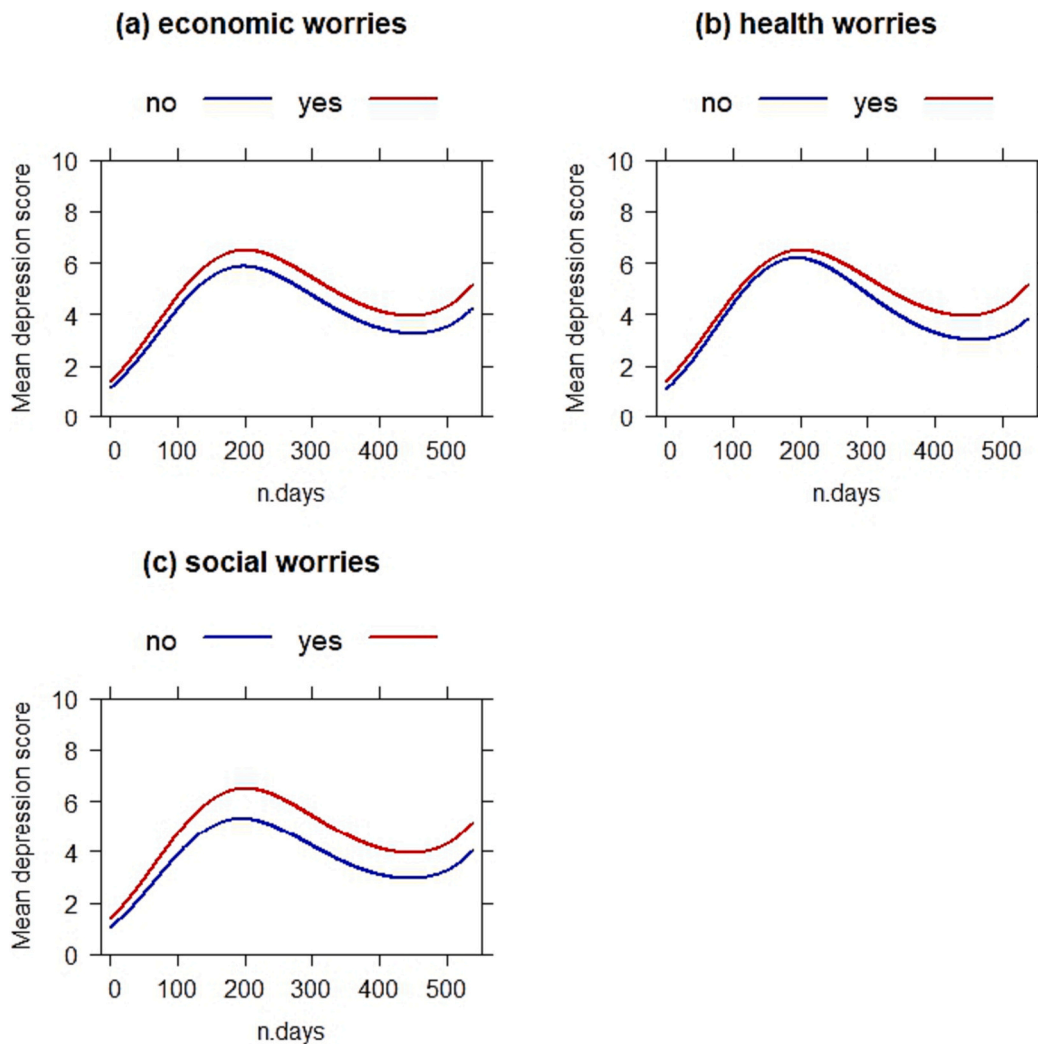 (a) economic worries
no yes
Mean depression score
10
8
6
4
2
0
0 100 200 300 400 500
n.days
(b) health worries
no yes
Mean depression score
10
8
6
4
2
0
0 100 200 300 400 500
n.days
(c) social worries
no yes
Mean depression score
10
8
6
4
2
0
0 100 200 300 400 500
n.days